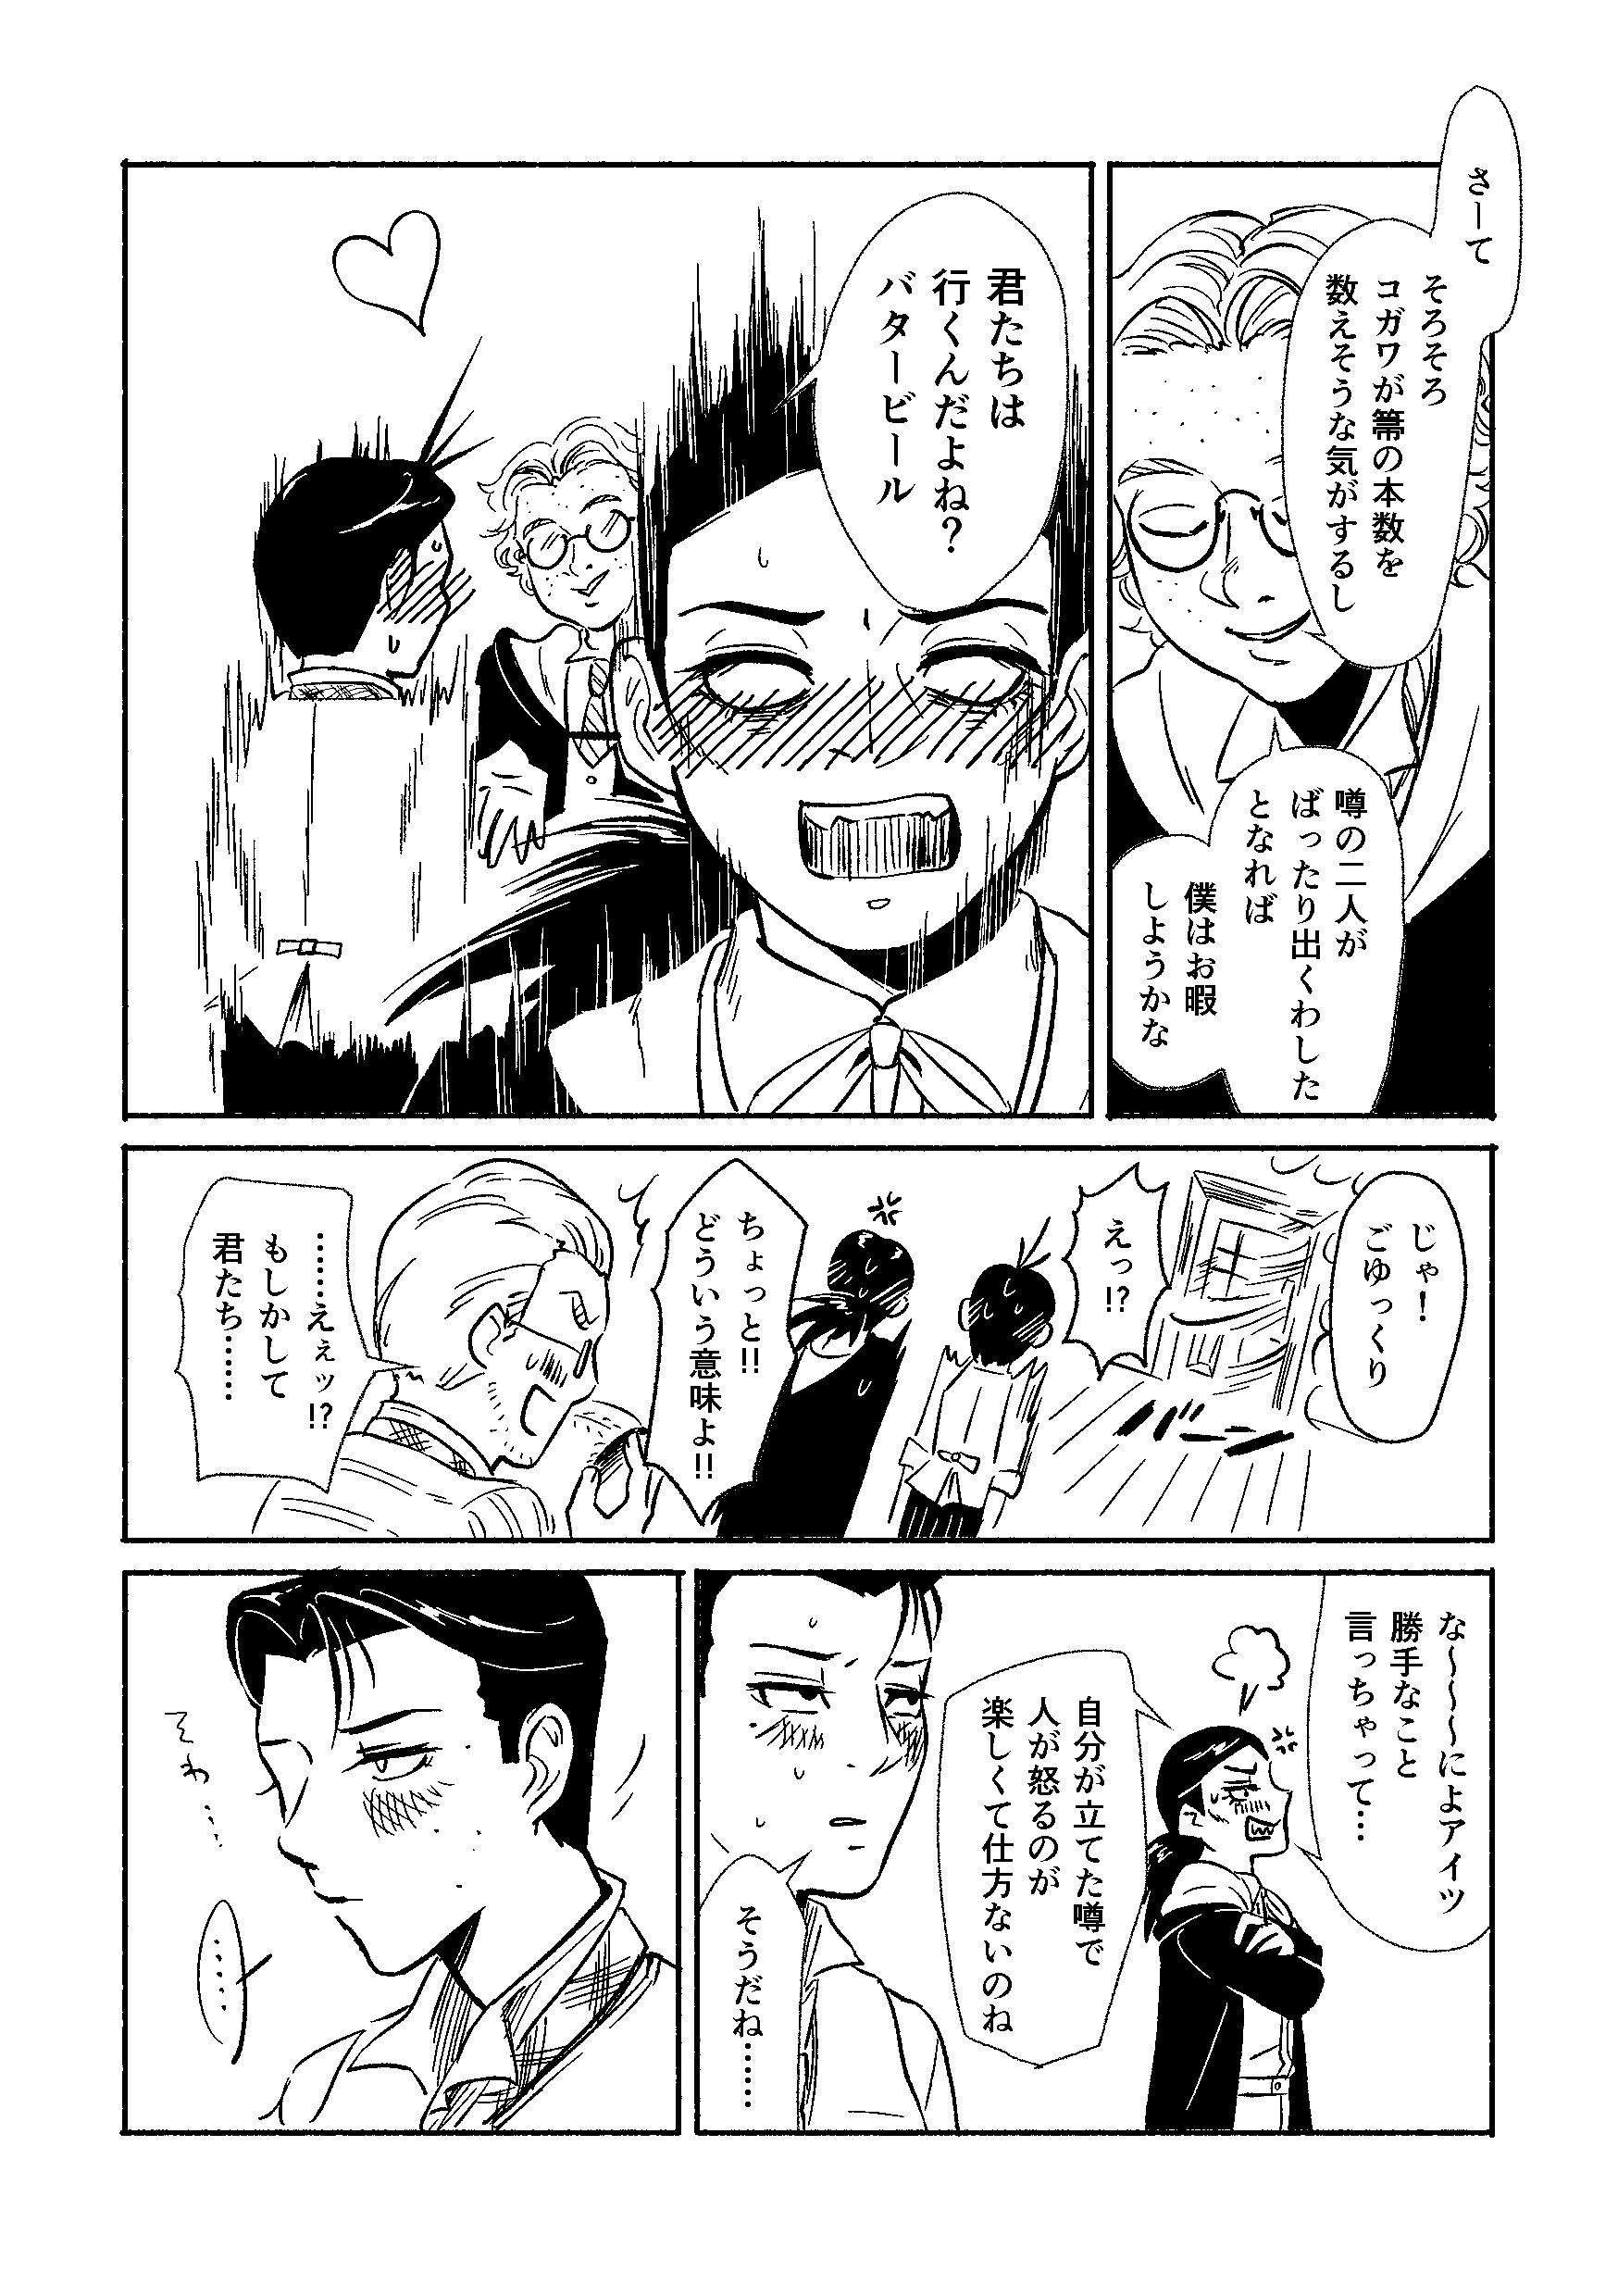 さーて
そろそろ
コガワが箒の本数を
数えそうな気がするし
噂の二人が
ばったり出くわした
となれば
僕はお暇
しようかな
君たちは
行くんだよね？
バタービール
じゃ！
ごゆっくり
バーン
えっ!?
ちょっと!!
どういう意味よ!!
……えぇッ!?
もしかして
君たち……
な〜〜〜によアイツ
勝手なこと
言っちゃって…
自分が立てた噂で
人が怒るのが
楽しくて仕方ないのね
そうだね……
そわ…
……